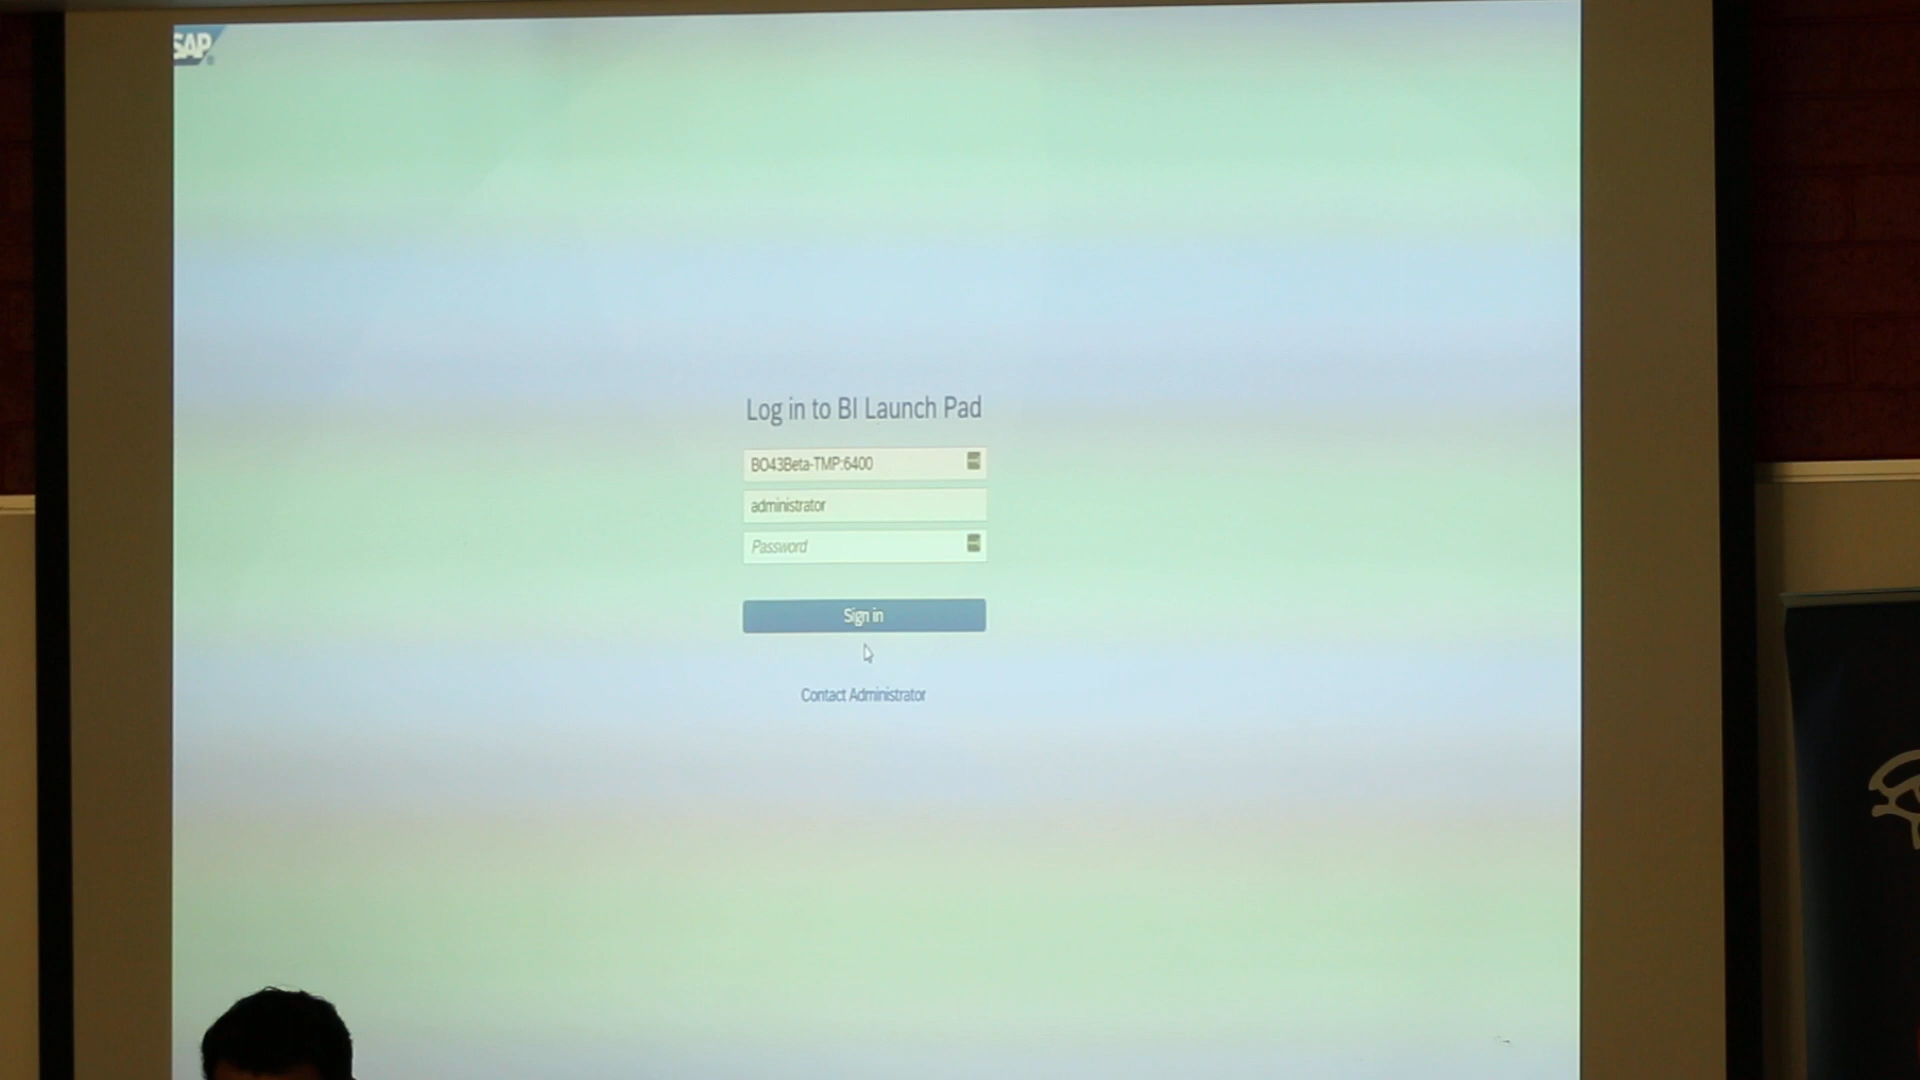 SAP
Log in to BI Launch Pad
BO43Beta-TMP:6400
administrator
Password
Sign in
Contact Administrator